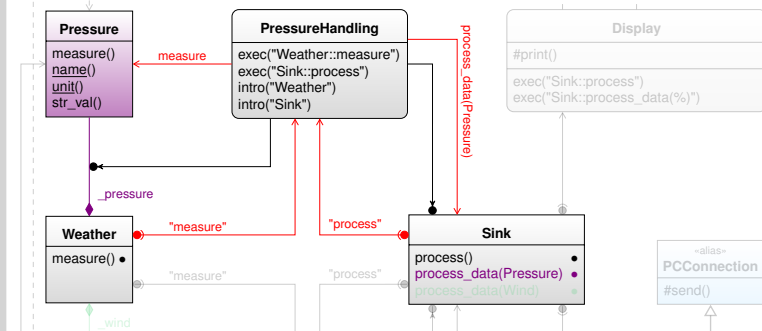 Pressure
measure()
name()
unit()
str_val()
measure
PressureHandling
exec("Weather::measure")
exec("Sink::process")
intro("Weather")
intro("Sink")
process_data(Pressure)
Display
#print()
exec("Sink::process")
exec("Sink::process_data(%)")
_pressure
Weather
measure()
"measure"
"process"
Sink
process()
process_data(Pressure)
process_data(Wind)
"measure"
"process"
«alias»
PCConnection
#send()
_wind